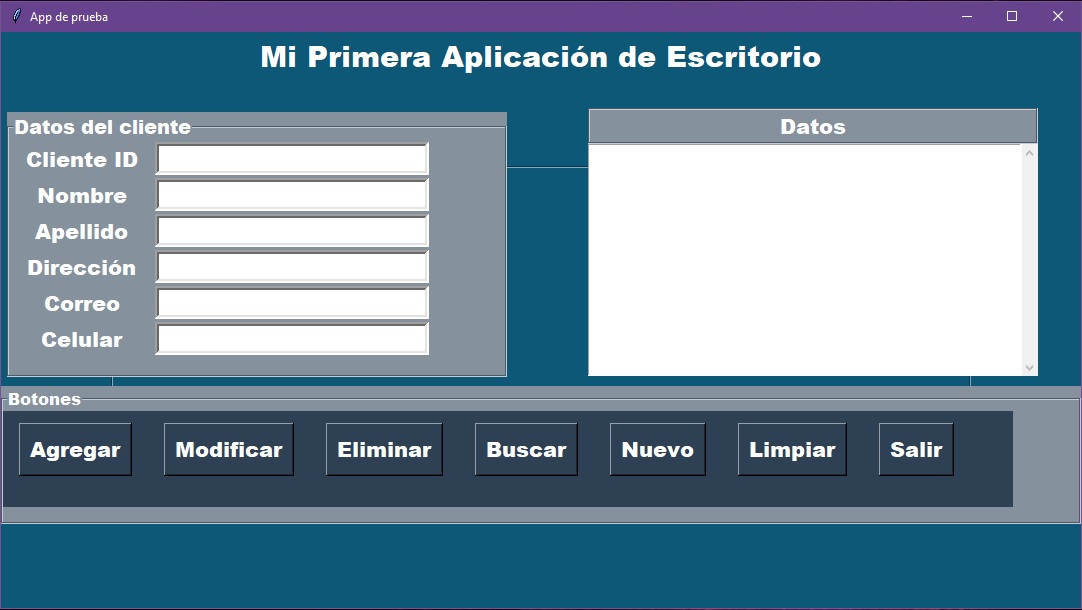 App de prueba
Mi Primera Aplicación de Escritorio
Datos del cliente
Cliente ID
Nombre
Apellido
Dirección
Correo
Celular
Datos
Botones
Agregar Modificar Eliminar Buscar Nuevo Limpiar Salir